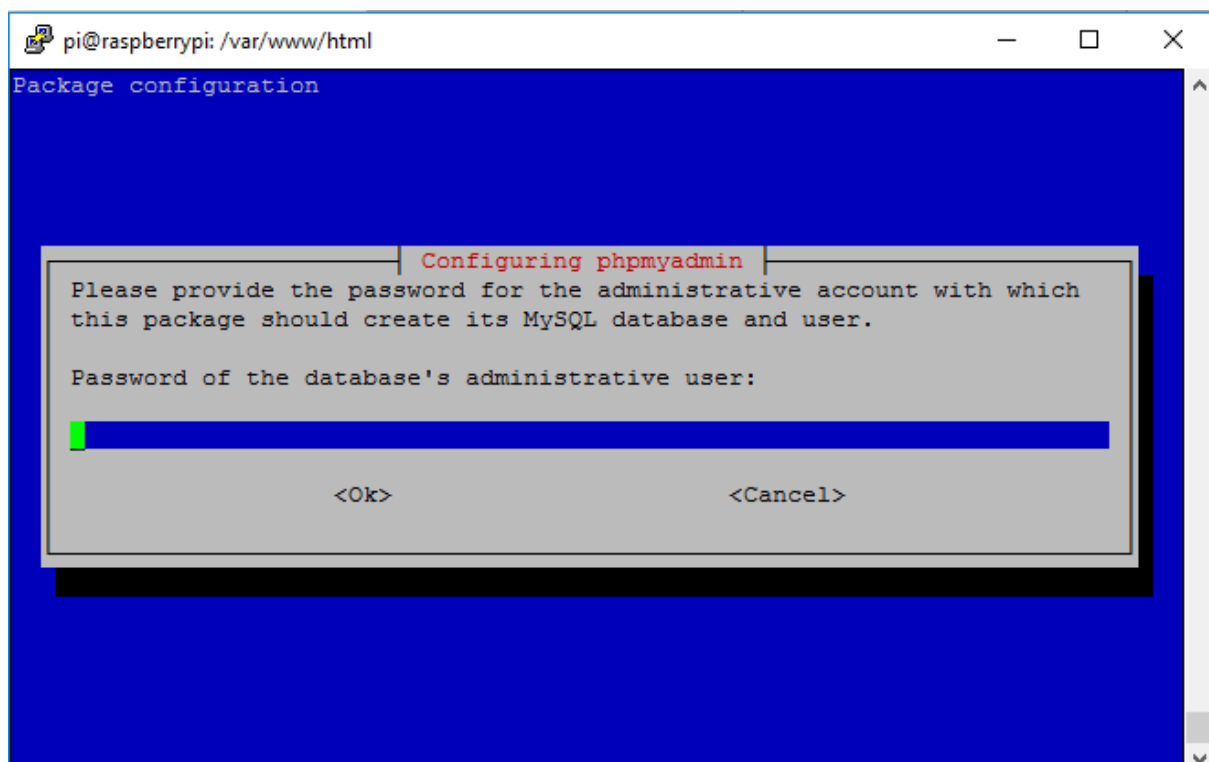 pi@raspberrypi: /var/www/html
Package configuration
Configuring phpmyadmin
Please provide the password for the administrative account with which
this package should create its MySQL database and user.
Password of the database's administrative user:
<Ok> <Cancel>